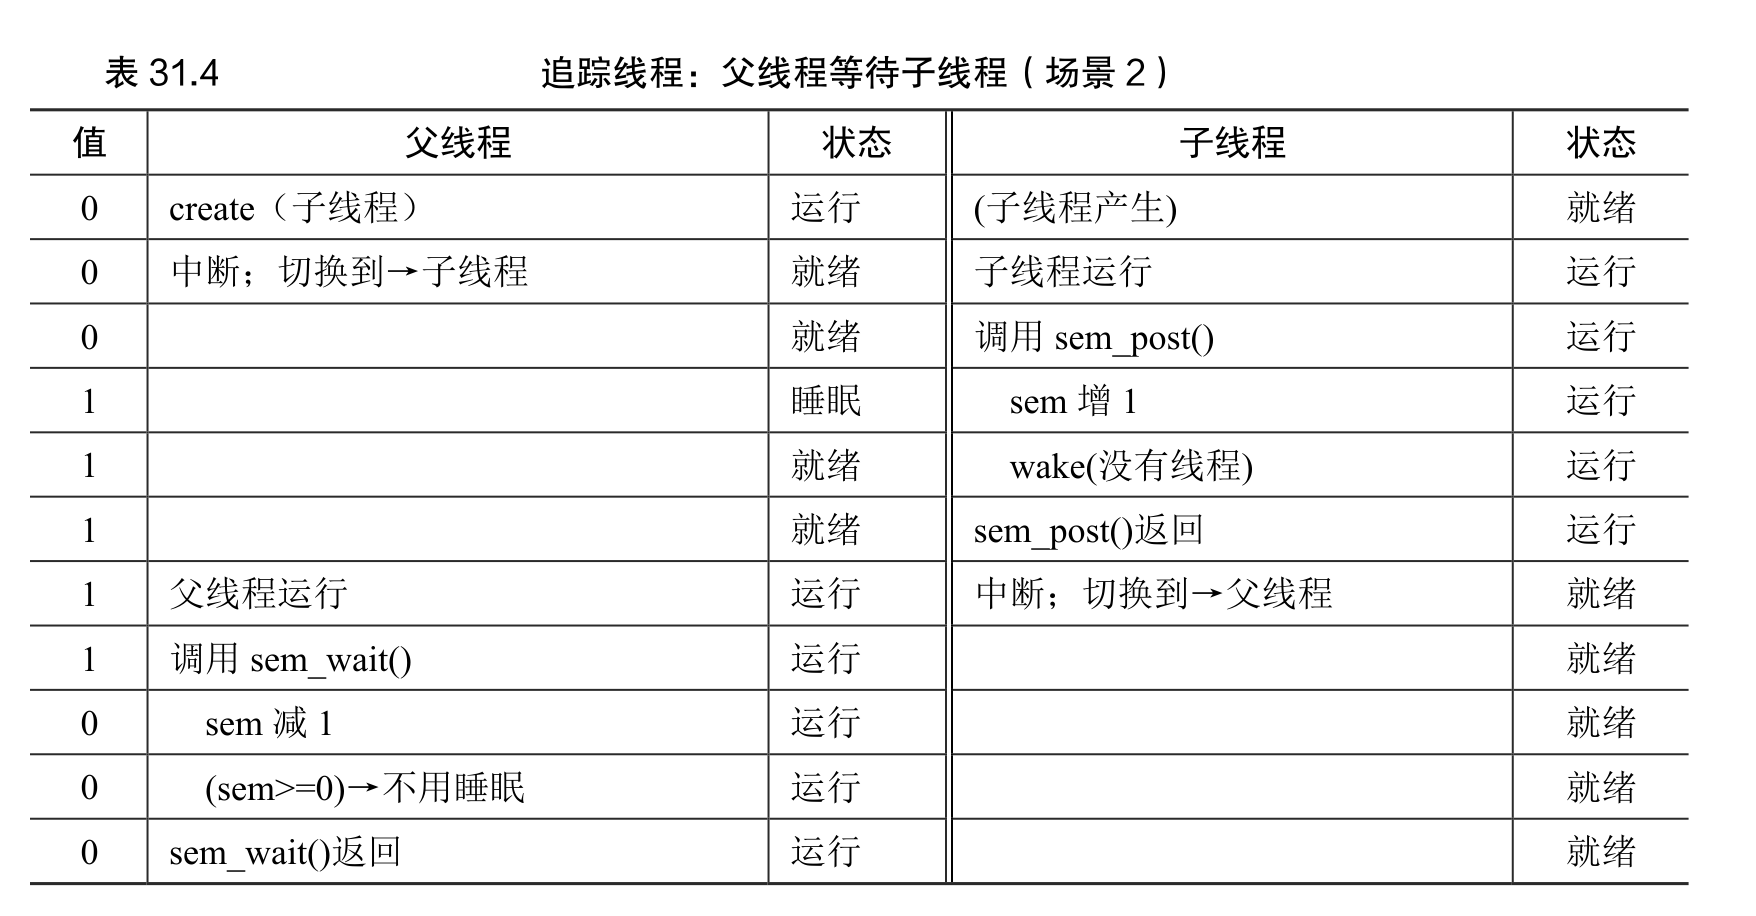 表 31.4 追踪线程：父线程等待子线程（场景 2）
值 父线程 状态 子线程 状态
0 create（子线程） 运行 (子线程产生) 就绪
0 中断；切换到→子线程 就绪 子线程运行 运行
0 就绪 调用 sem_post() 运行
1 睡眠 sem 增 1 运行
1 就绪 wake(没有线程) 运行
1 就绪 sem_post()返回 运行
1 父线程运行 运行 中断；切换到→父线程 就绪
1 调用 sem_wait() 运行 就绪
0 sem 减 1 运行 就绪
0 (sem>=0)→不用睡眠 运行 就绪
0 sem_wait()返回 运行 就绪